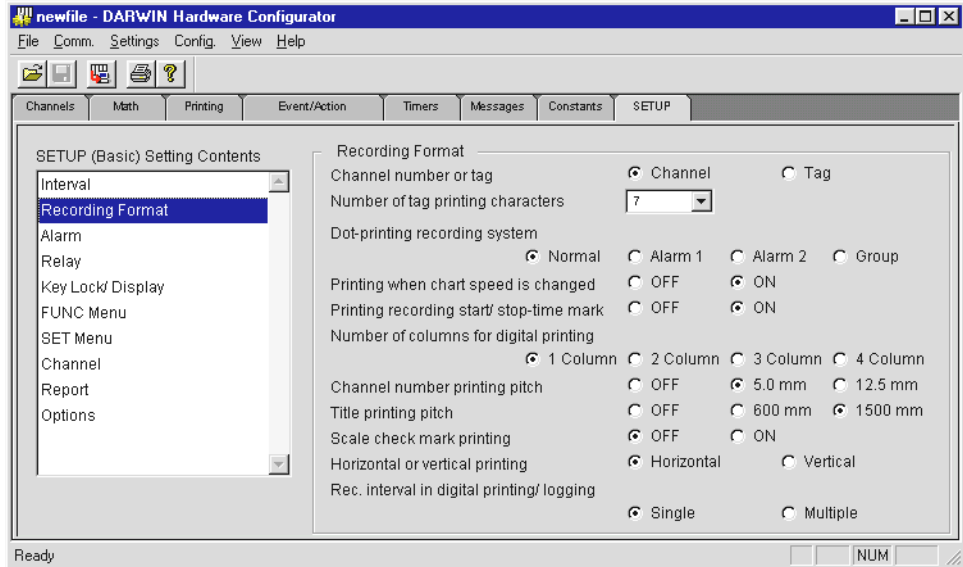 newfile - DARWIN Hardware Configurator
File Comm. Settings Config. View Help
Channels Math Printing Event/Action Timers Messages Constants SETUP
SETUP (Basic) Setting Contents
Interval
Recording Format
Alarm
Relay
Key Lock/ Display
FUNC Menu
SET Menu
Channel
Report
Options
Recording Format
Channel number or tag Channel Tag
Number of tag printing characters 7
Dot-printing recording system
Normal Alarm 1 Alarm 2 Group
Printing when chart speed is changed OFF ON
Printing recording start/ stop-time mark OFF ON
Number of columns for digital printing
1 Column 2 Column 3 Column 4 Column
Channel number printing pitch OFF 5.0 mm 12.5 mm
Title printing pitch OFF 600 mm 1500 mm
Scale check mark printing OFF ON
Horizontal or vertical printing Horizontal Vertical
Rec. interval in digital printing/ logging
Single Multiple
Ready NUM